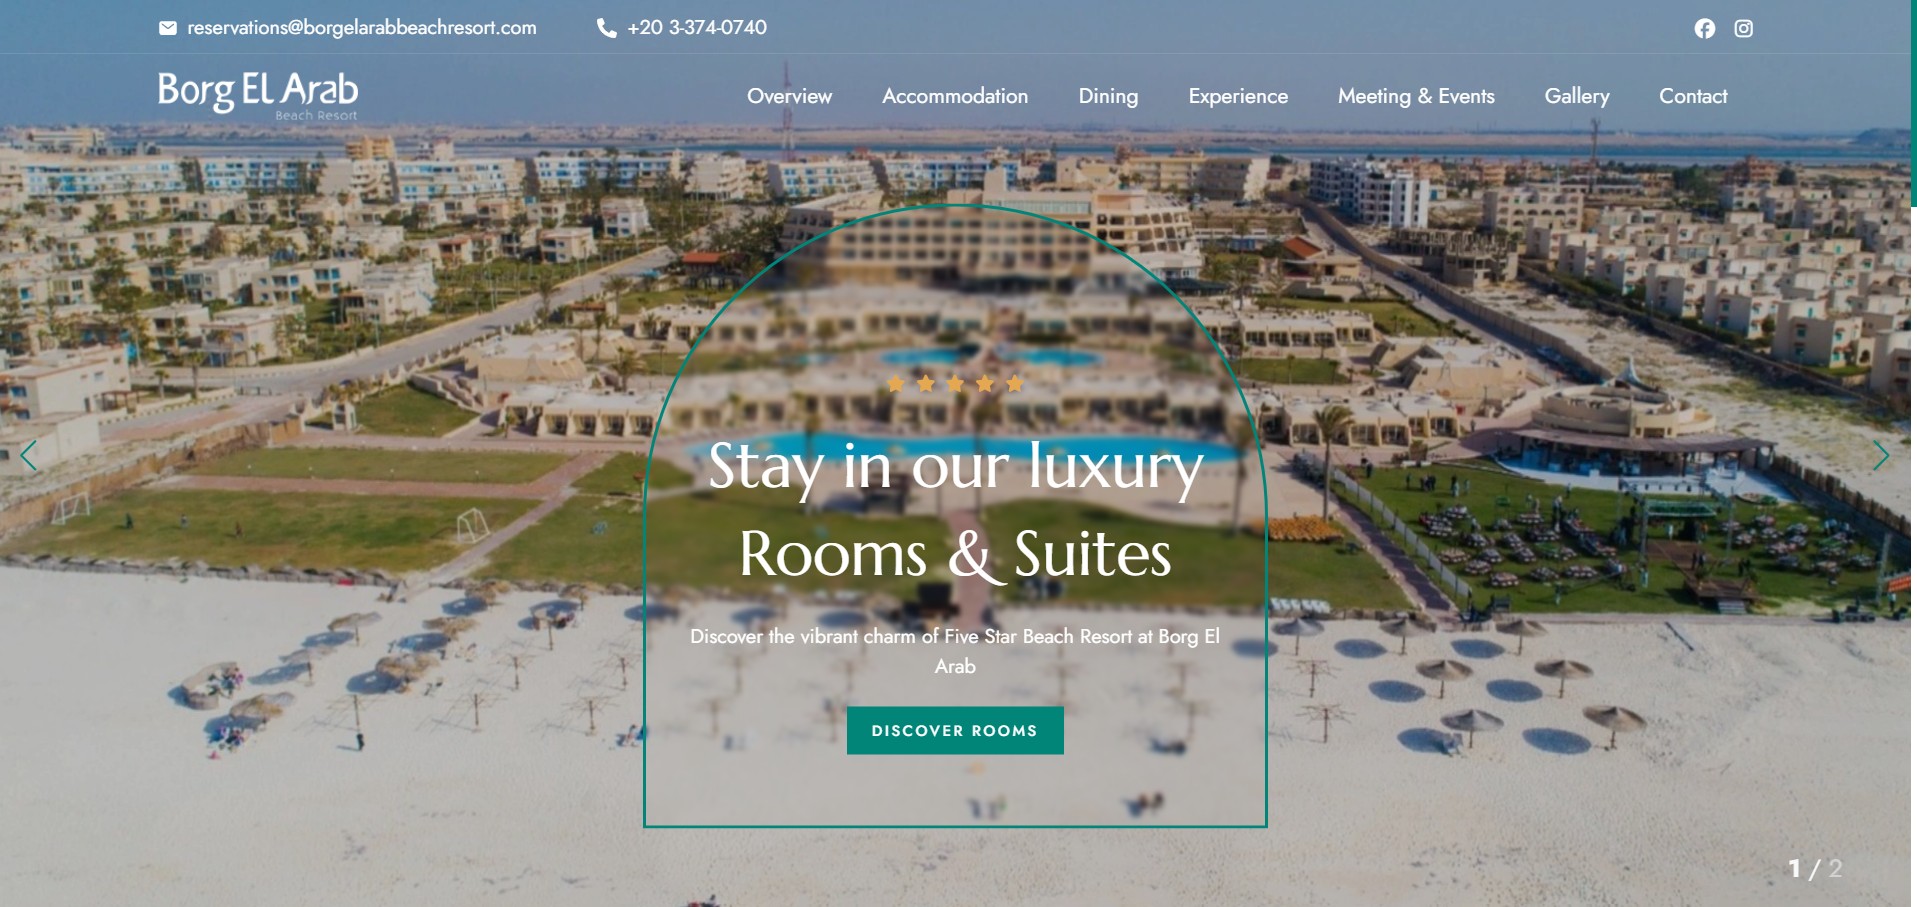 reservations@borgelarabbeachresort.com
+20 3-374-0740
Borg El Arab
Beach Resort
Overview
Accommodation
Dining
Experience
Meeting & Events
Gallery
Contact
Stay in our luxury
Rooms & Suites
Discover the vibrant charm of Five Star Beach Resort at Borg El
Arab
DISCOVER ROOMS
1 / 2